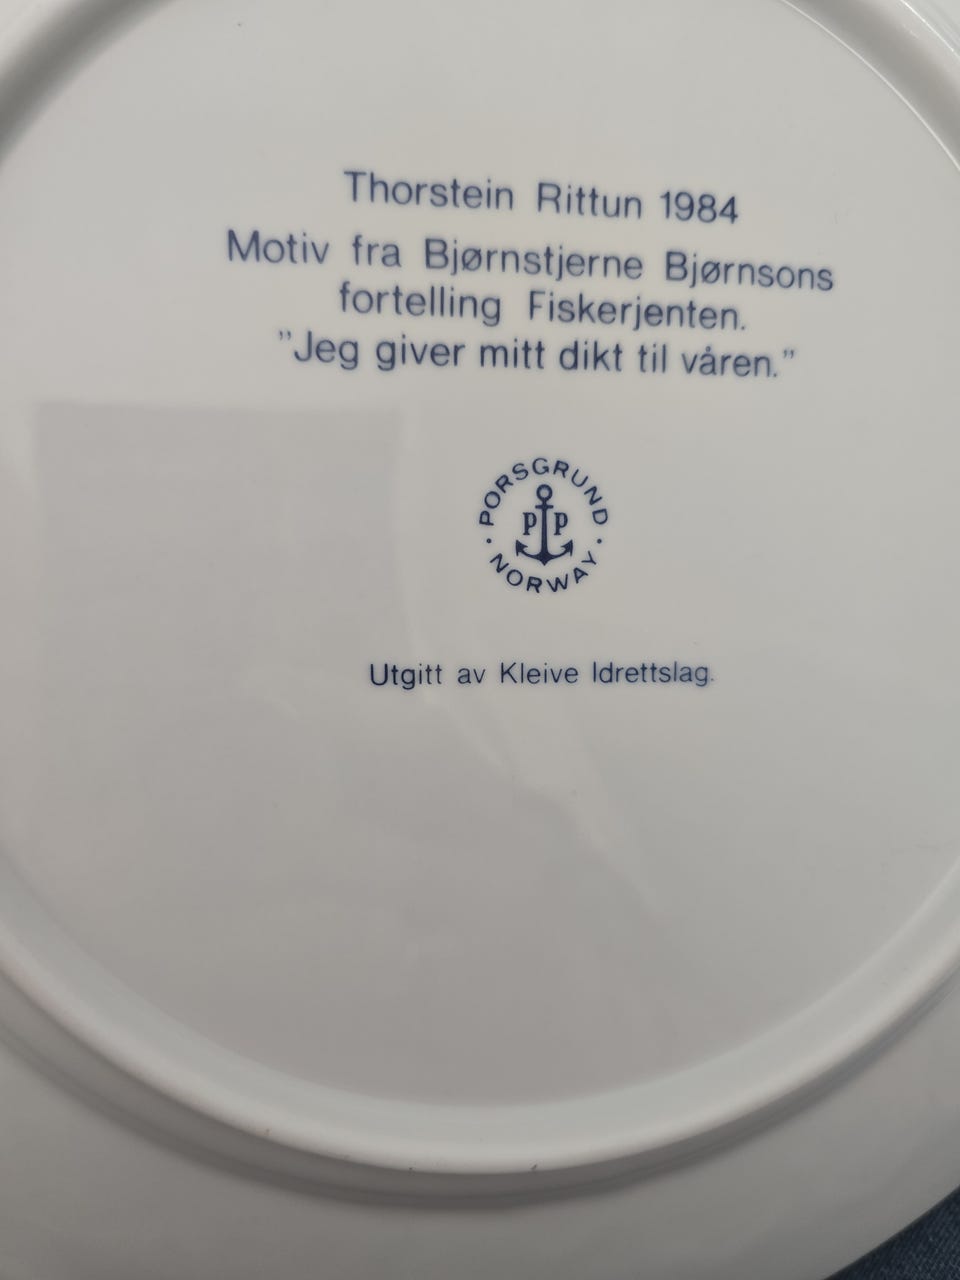 Thorstein Rittun 1984
Motiv fra Bjørnstjerne Bjørnsons
fortelling Fiskerjenten.
”Jeg giver mitt dikt til våren.”
PORSGRUND
P P
· NORWAY ·
Utgitt av Kleive Idrettslag.